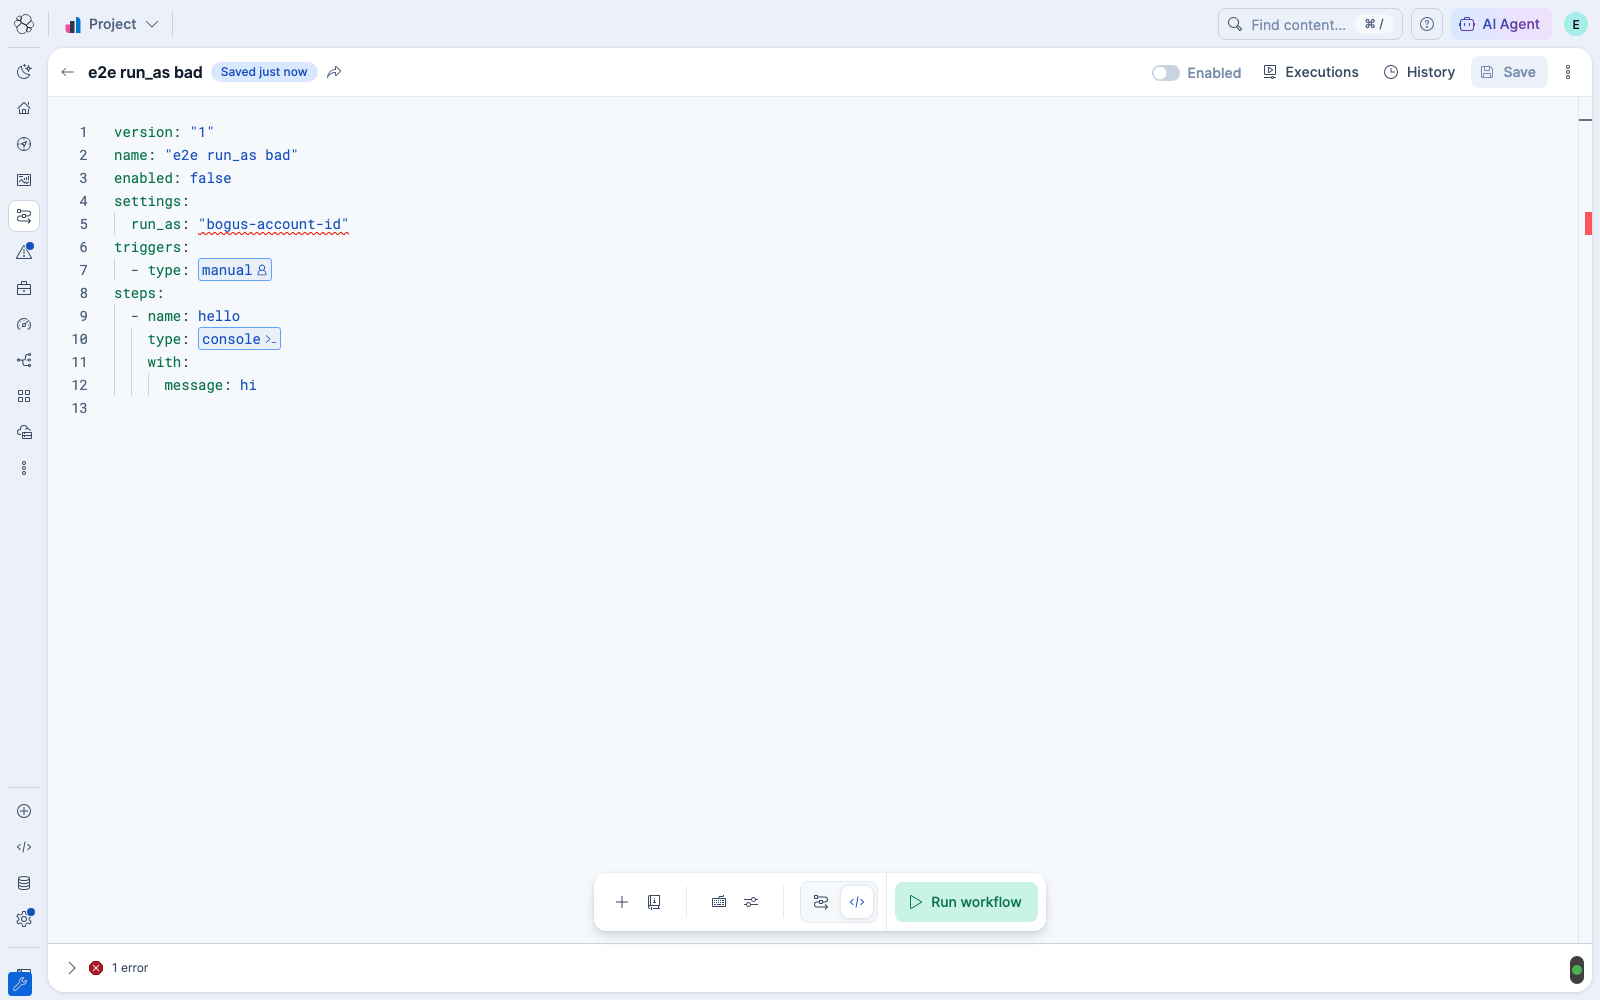 Project
Find content... ⌘ /
AI Agent
E
e2e run_as bad
Saved just now
Enabled
Executions
History
Save
1 version: "1"
2 name: "e2e run_as bad"
3 enabled: false
4 settings:
5 run_as: "bogus-account-id"
6 triggers:
7 - type: manual
8 steps:
9 - name: hello
10 type: console
11 with:
12 message: hi
13
Run workflow
1 error